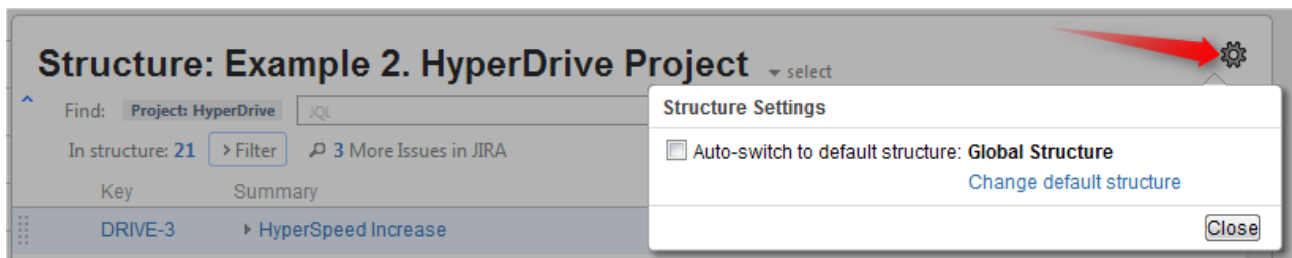 Structure: Example 2. HyperDrive Project select
Find: Project: HyperDrive JQL
Structure Settings
In structure: 21 Filter 3 More Issues in JIRA
Auto-switch to default structure: Global Structure
Change default structure
Key Summary
DRIVE-3 HyperSpeed Increase
Close